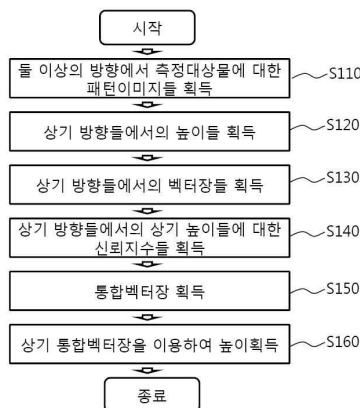 시작
둘 이상의 방향에서 측정대상물에 대한
패턴이미지들 획득
S110
상기 방향들에서의 높이들 획득
S120
상기 방향들에서의 벡터장들 획득
S130
상기 방향들에서의 상기 높이들에 대한
신뢰지수들 획득
S140
통합벡터장 획득
S150
상기 통합벡터장을 이용하여 높이획득
S160
종료